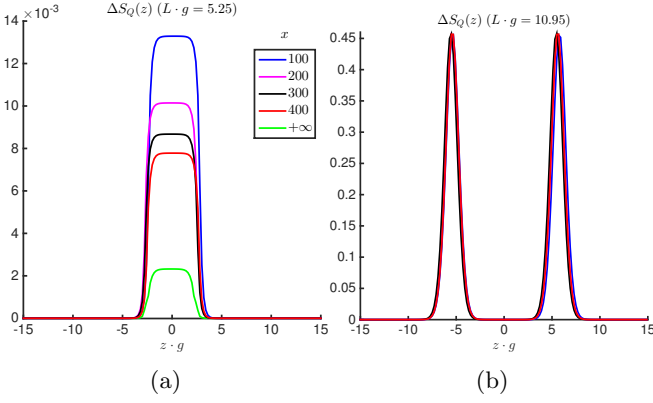 ΔS_Q(z) (L · g = 5.25)
14 ×10⁻³
12
10
8
6
4
2
0
-15 -10 -5 0 5 10 15
z · g
x
100
200
300
400
+∞
(a)
ΔS_Q(z) (L · g = 10.95)
0.45
0.4
0.35
0.3
0.25
0.2
0.15
0.1
0.05
0
-15 -10 -5 0 5 10 15
z · g
(b)